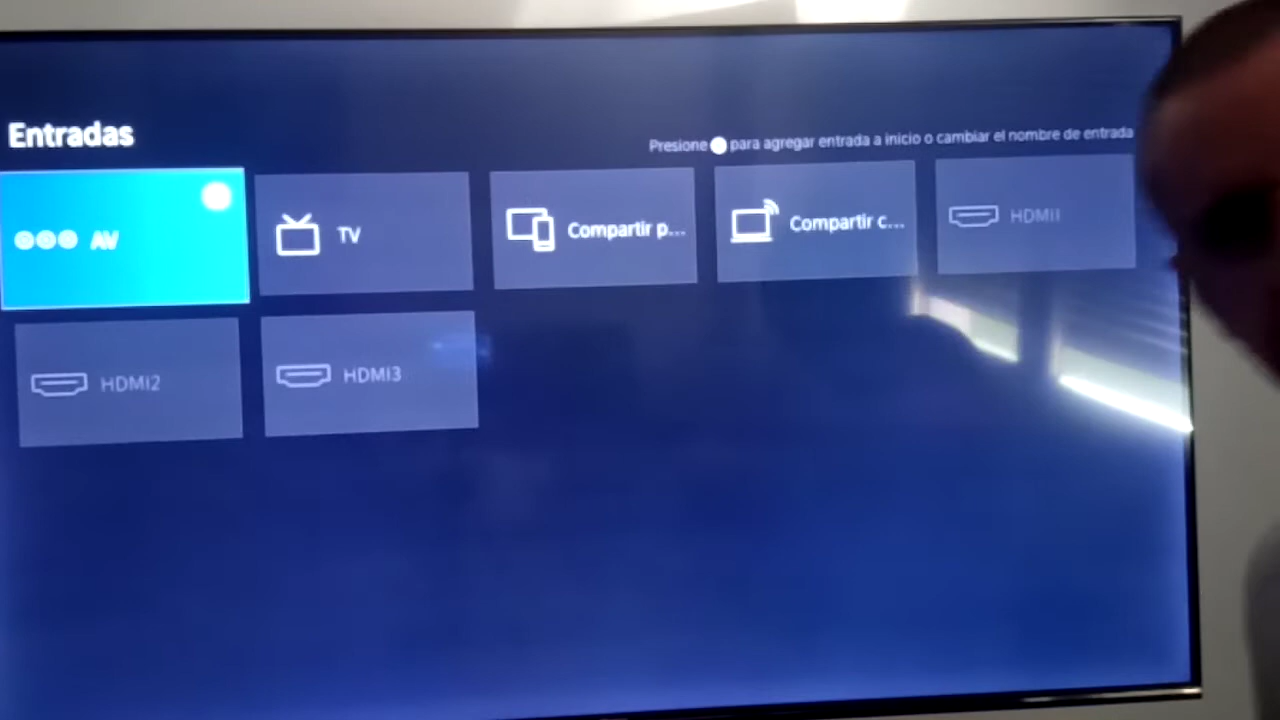 Entradas
Presione para agregar entrada a inicio o cambiar el nombre de entrada
AV
TV
Compartir p...
Compartir c...
HDMI1
HDMI2
HDMI3